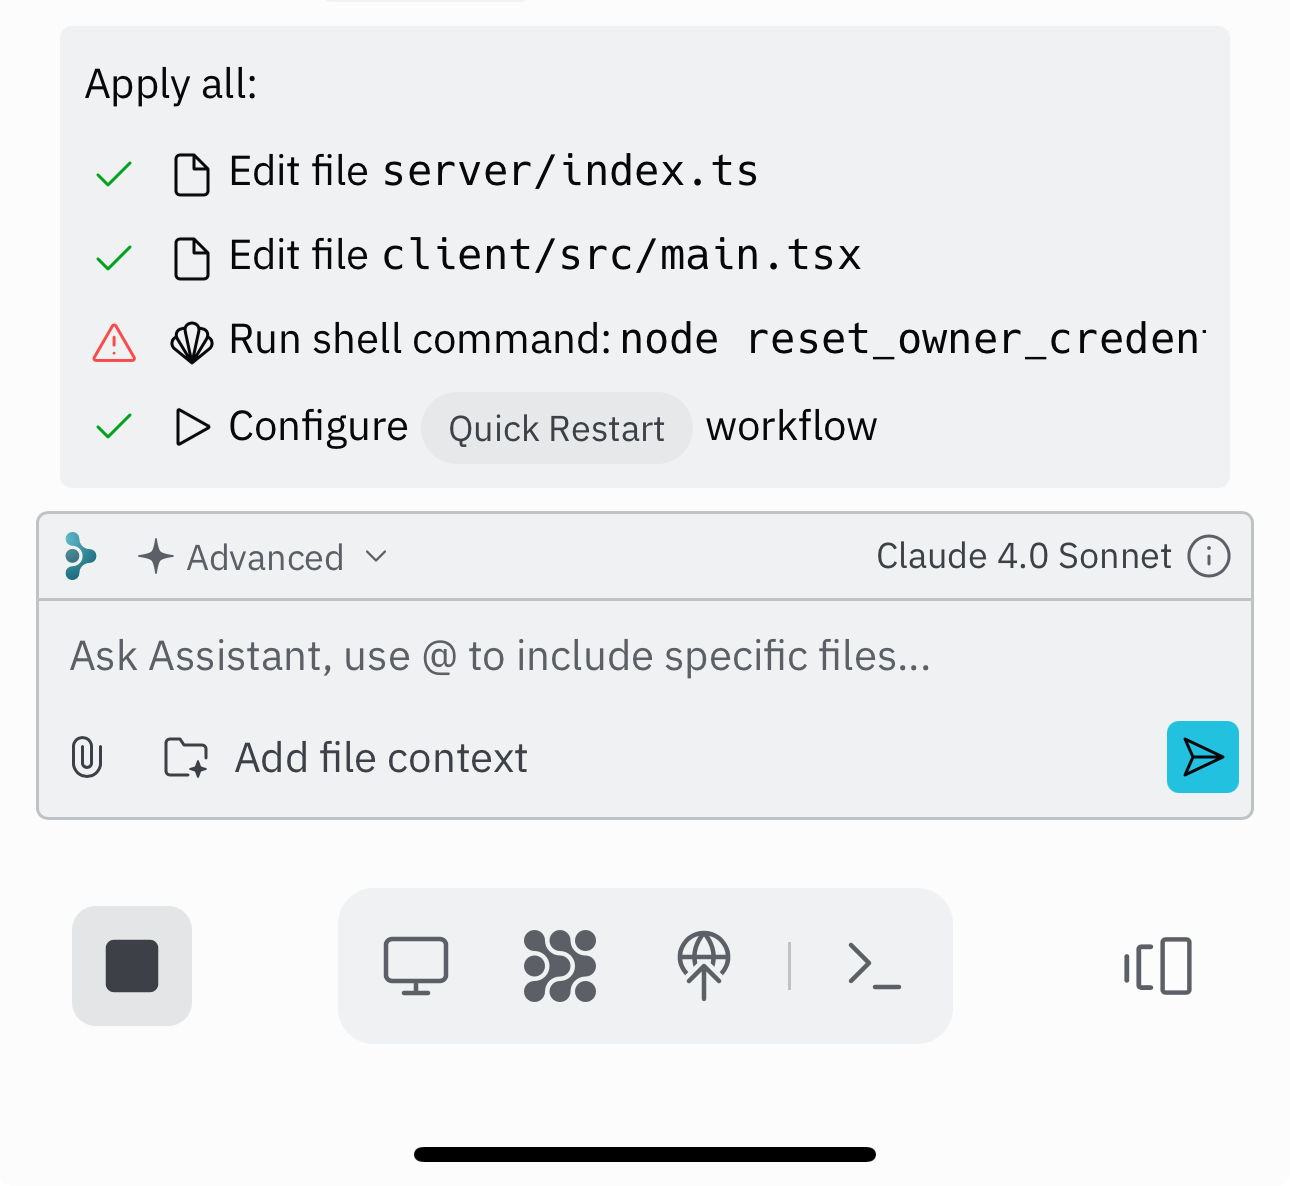 Apply all:
Edit file server/index.ts
Edit file client/src/main.tsx
Run shell command: node reset_owner_creden
Configure Quick Restart workflow
Advanced
Claude 4.0 Sonnet
Ask Assistant, use @ to include specific files...
Add file context